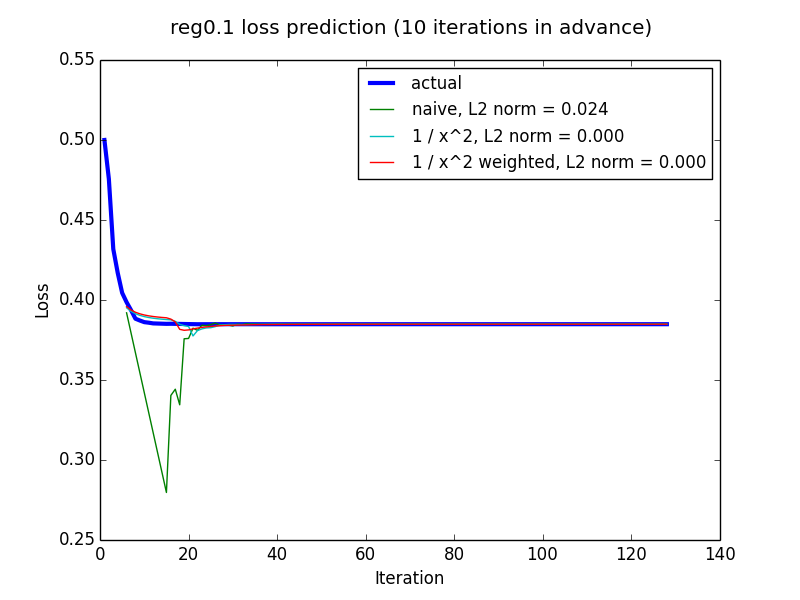 reg0.1 loss prediction (10 iterations in advance)
actual
naive, L2 norm = 0.024
1 / x^2, L2 norm = 0.000
1 / x^2 weighted, L2 norm = 0.000
0.55
0.50
0.45
0.40
0.35
0.30
0.25
Loss
0 20 40 60 80 100 120 140
Iteration